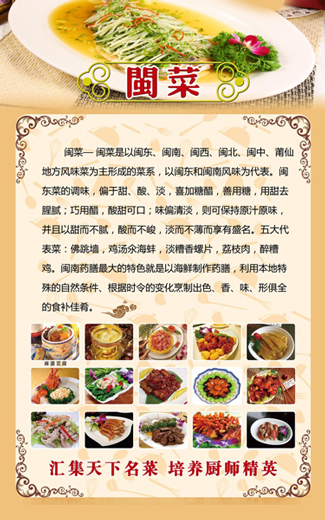 閩菜
闽菜— 闽菜是以闽东、闽南、闽西、闽北、闽中、莆仙
地方风味菜为主形成的菜系，以闽东和闽南风味为代表。闽
东菜的调味，偏于甜、酸、淡，喜加糖醋，善用糖，用甜去
腥腻；巧用醋，酸甜可口；味偏清淡，则可保持原汁原味，
并且以甜而不腻，酸而不峻，淡而不薄而享有盛名。五大代
表菜：佛跳墙，鸡汤汆海蚌，淡糟香螺片，荔枝肉，醉糟
鸡。闽南药膳最大的特色就是以海鲜制作药膳，利用本地特
殊的自然条件、根据时令的变化烹制出色、香、味、形俱全
的食补佳肴。
麻婆豆腐
汇集天下名菜 培养厨师精英